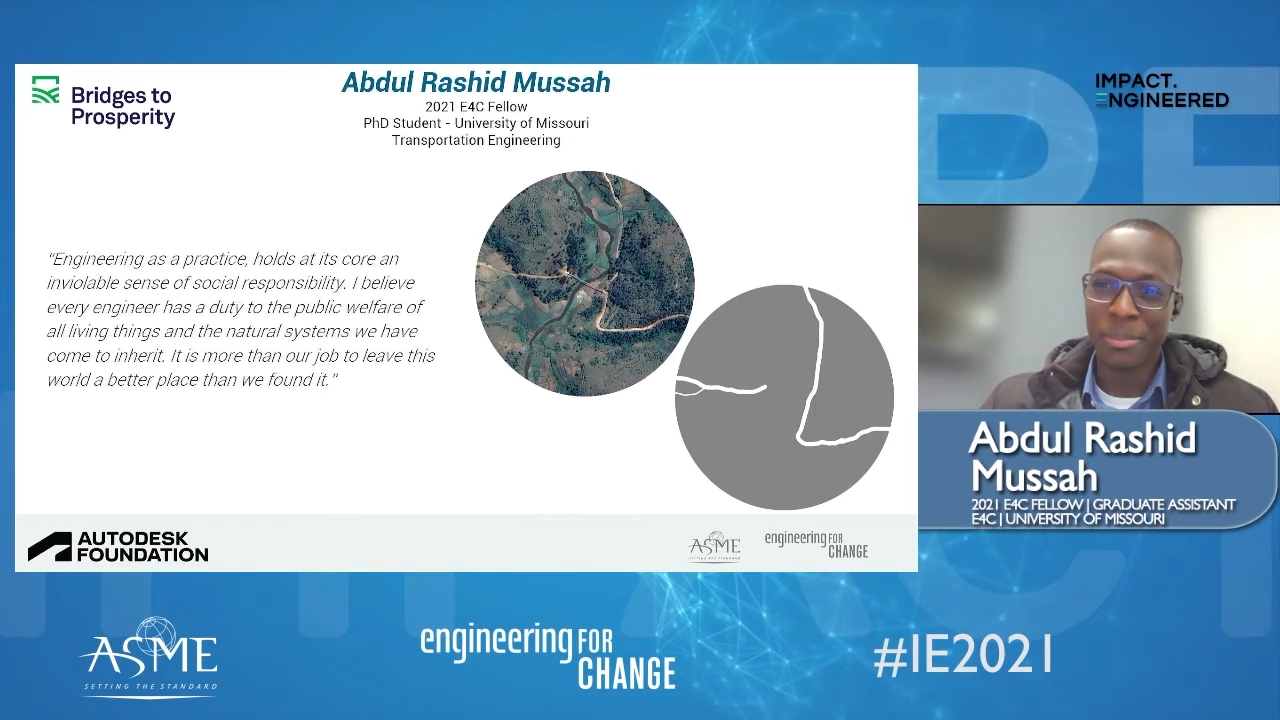 Bridges to
Prosperity
Abdul Rashid Mussah
2021 E4C Fellow
PhD Student - University of Missouri
Transportation Engineering
"Engineering as a practice, holds at its core an
inviolable sense of social responsibility. I believe
every engineer has a duty to the public welfare of
all living things and the natural systems we have
come to inherit. It is more than our job to leave this
world a better place than we found it."
AUTODESK
FOUNDATION
ASME
SETTING THE STANDARD
engineering FOR
CHANGE
IMPACT.
ENGINEERED
Abdul Rashid
Mussah
2021 E4C FELLOW | GRADUATE ASSISTANT
E4C | UNIVERSITY OF MISSOURI
ASME
SETTING THE STANDARD
engineering FOR
CHANGE
#IE2021